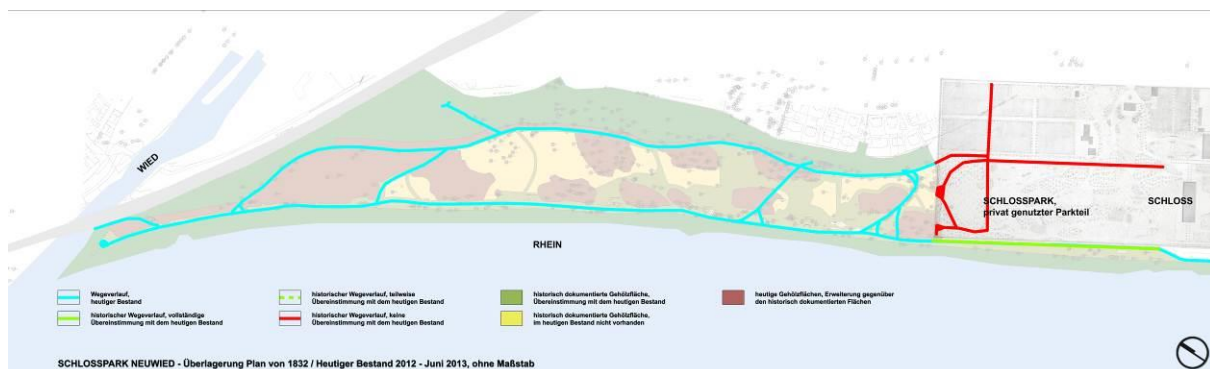 WIED
RHEIN
SCHLOSSPARK,
privat genutzter Parkteil
SCHLOSS
Wegeverlauf,
heutiger Bestand
historischer Wegeverlauf, vollständige
Übereinstimmung mit dem heutigen Bestand
historischer Wegeverlauf, teilweise
Übereinstimmung mit dem heutigen Bestand
historischer Wegeverlauf, keine
Übereinstimmung mit dem heutigen Bestand
historisch dokumentierte Gehölzfläche,
Übereinstimmung mit dem heutigen Bestand
historisch dokumentierte Gehölzfläche,
im heutigen Bestand nicht vorhanden
heutige Gehölzflächen, Erweiterung gegenüber
den historisch dokumentierten Flächen
SCHLOSSPARK NEUWIED - Überlagerung Plan von 1832 / Heutiger Bestand 2012 - Juni 2013, ohne Maßstab